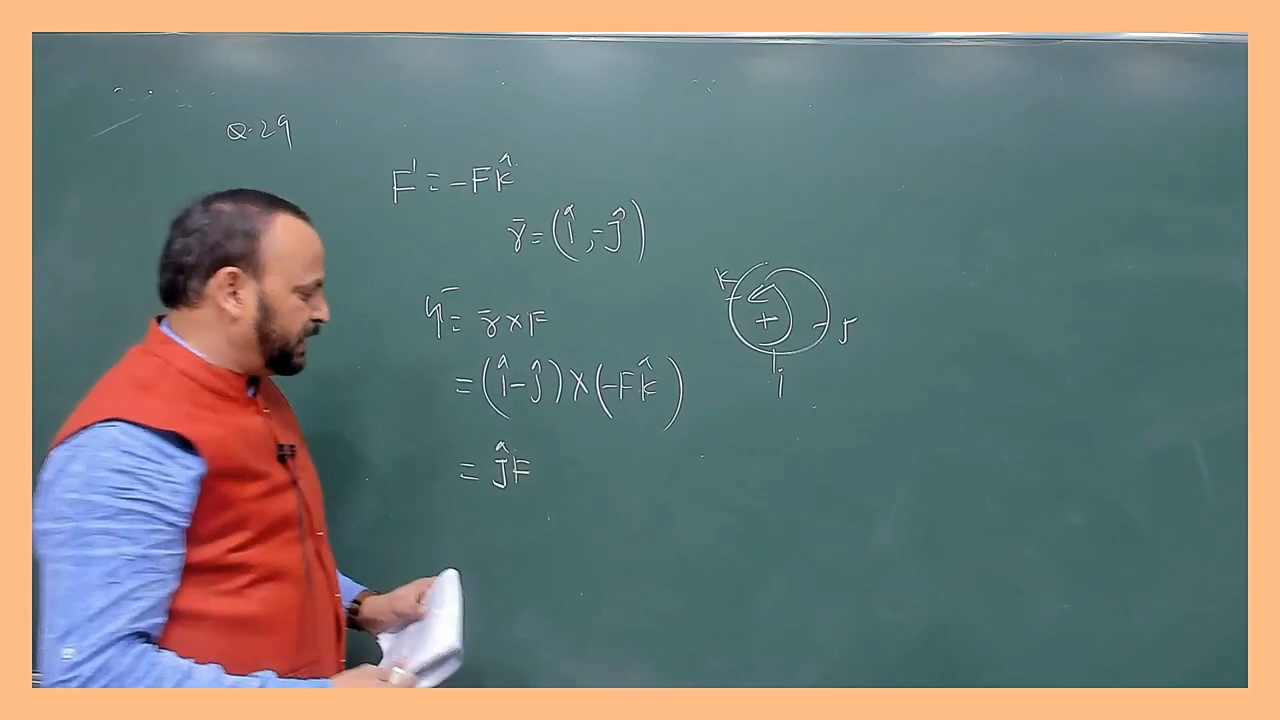 Q.29
F' = -Fk̂
r̄ = (î, -ĵ)
r̄ × F
= (î - ĵ) × (-Fk̂)
= ĵF
K
+
J
i